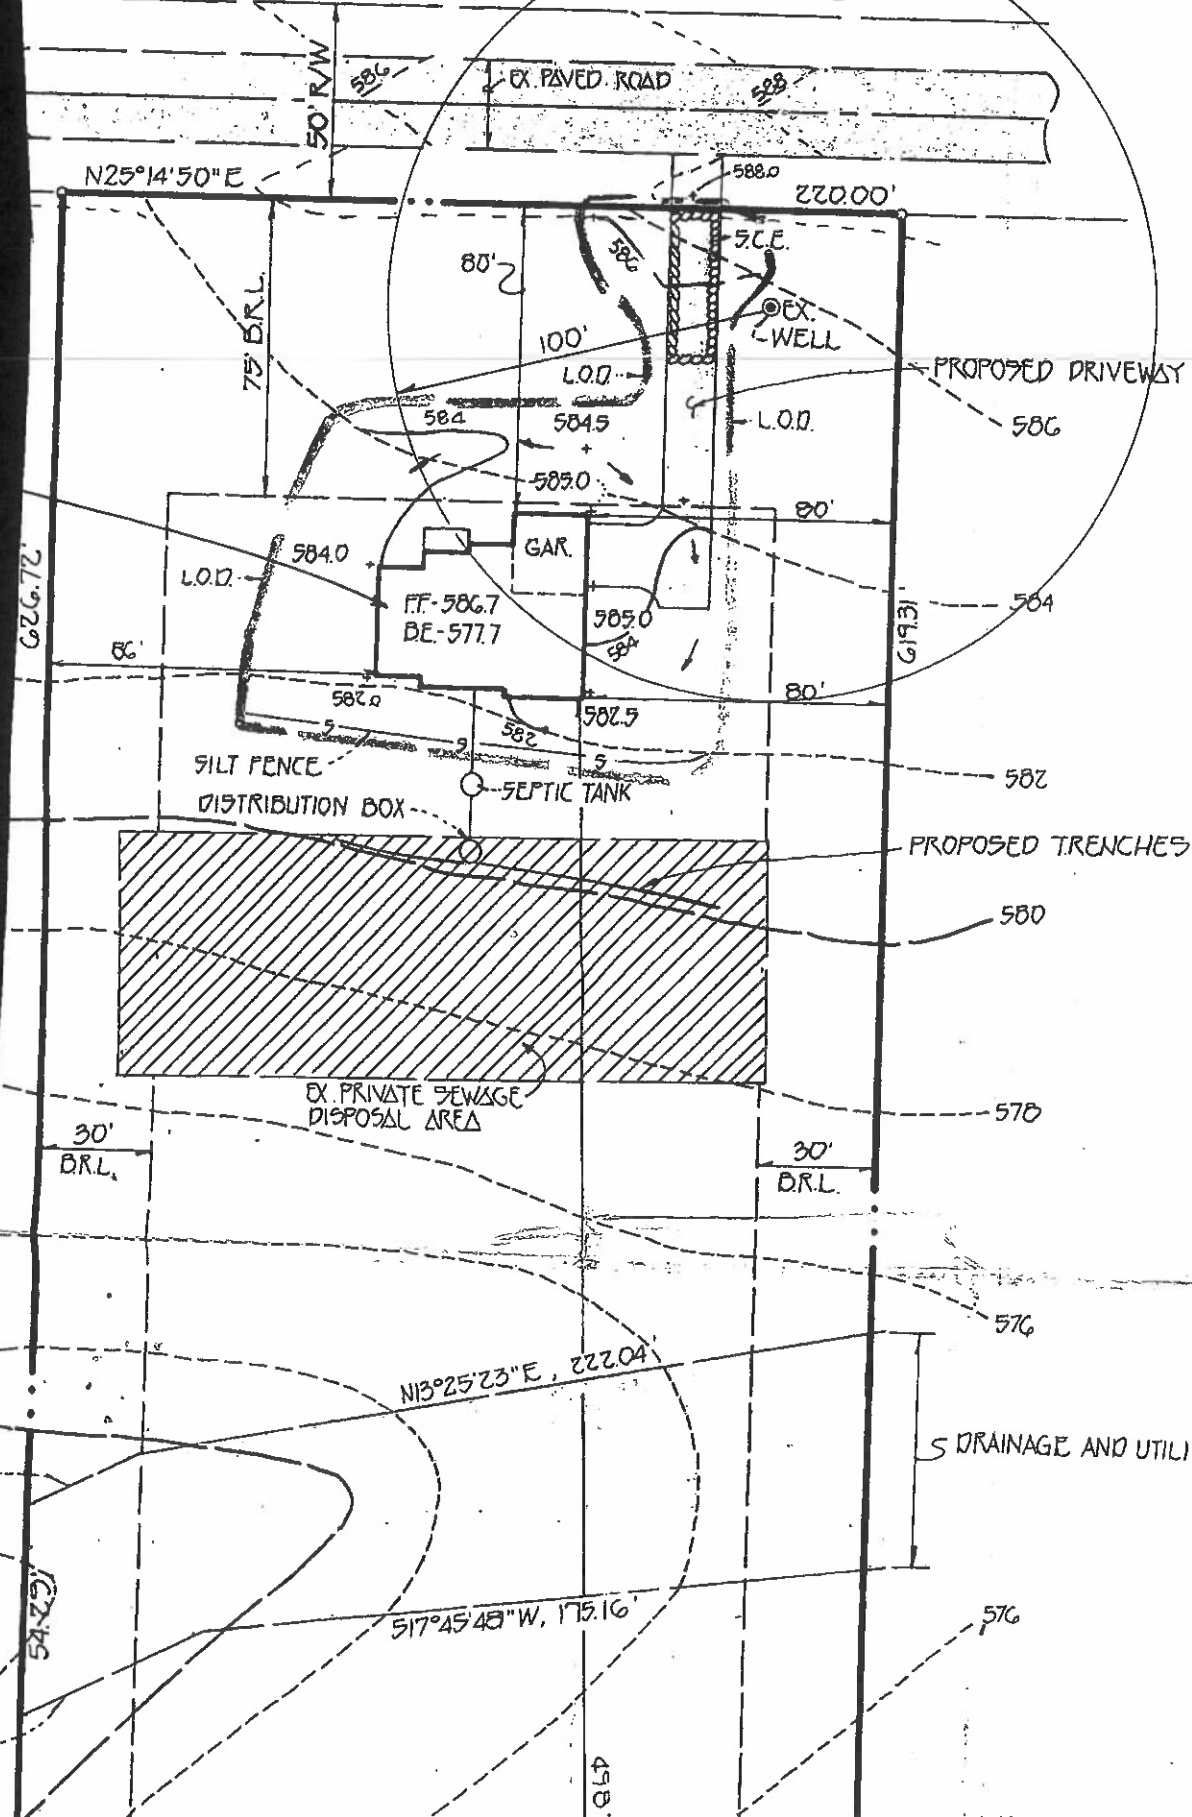 50' R/W
586
EX. PAVED ROAD
588
N25°14'50"E
588.0
220.00'
S.C.E.
80'
586
75' B.R.L.
100'
EX.
WELL
L.O.D.
PROPOSED DRIVEWAY
584
584.5
L.O.D.
586
585.0
80'
GAR.
584.0
L.O.D.
626.72'
F.F.-586.7
B.E.-577.7
585.0
584
584
619.31
86'
582.0
80'
582
582.5
S
S
S
SILT FENCE
582
SEPTIC TANK
DISTRIBUTION BOX
PROPOSED TRENCHES
580
EX. PRIVATE SEWAGE
DISPOSAL AREA
578
30'
B.R.L.
30'
B.R.L.
576
N13°25'23"E, 222.04'
DRAINAGE AND UTILI
S17°45'48"W, 175.16'
576
498.